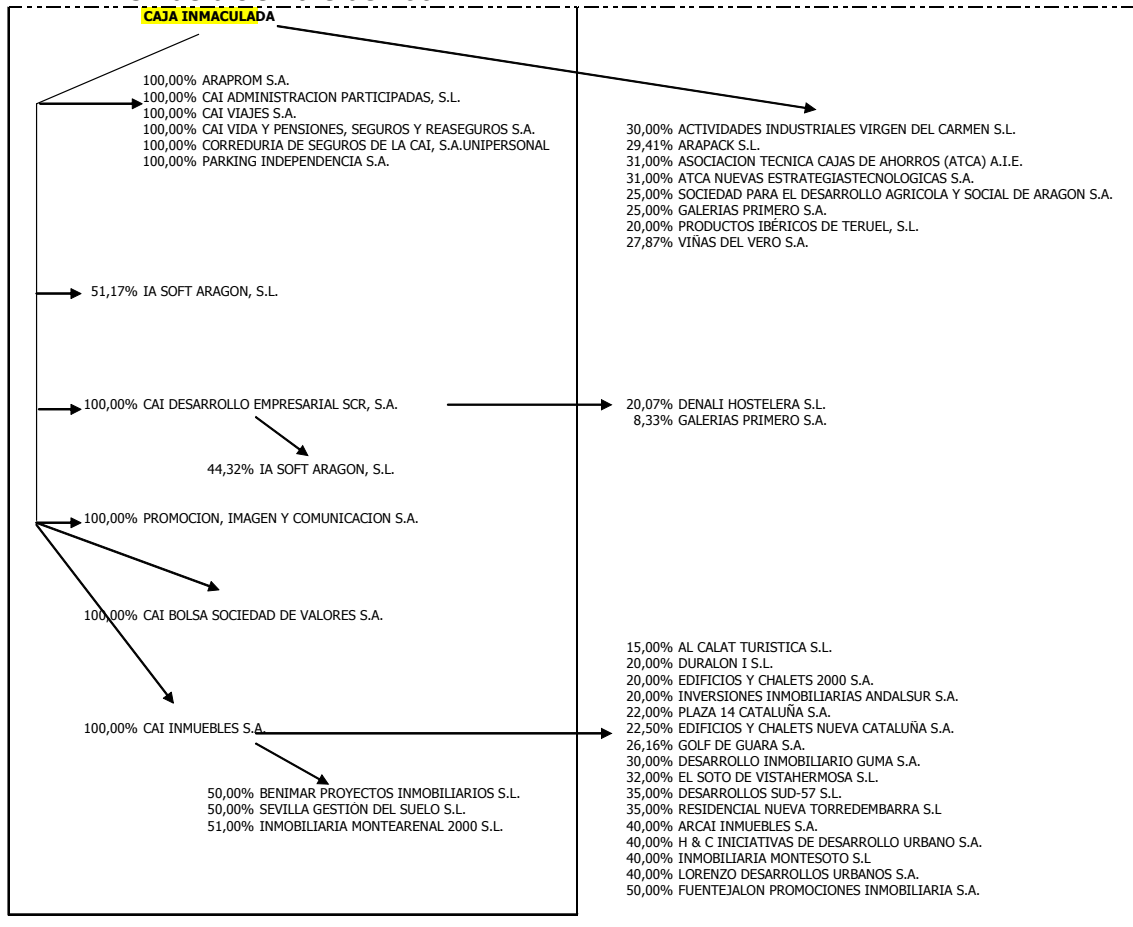 CAJA INMACULADA
100,00% ARAPROM S.A.
100,00% CAI ADMINISTRACION PARTICIPADAS, S.L.
100,00% CAI VIAJES S.A.
100,00% CAI VIDA Y PENSIONES, SEGUROS Y REASEGUROS S.A.
100,00% CORREDURIA DE SEGUROS DE LA CAI, S.A.UNIPERSONAL
100,00% PARKING INDEPENDENCIA S.A.
30,00% ACTIVIDADES INDUSTRIALES VIRGEN DEL CARMEN S.L.
29,41% ARAPACK S.L.
31,00% ASOCIACION TECNICA CAJAS DE AHORROS (ATCA) A.I.E.
31,00% ATCA NUEVAS ESTRATEGIASTECNOLOGICAS S.A.
25,00% SOCIEDAD PARA EL DESARROLLO AGRICOLA Y SOCIAL DE ARAGON S.A.
25,00% GALERIAS PRIMERO S.A.
20,00% PRODUCTOS IBÉRICOS DE TERUEL, S.L.
27,87% VIÑAS DEL VERO S.A.
51,17% IA SOFT ARAGON, S.L.
100,00% CAI DESARROLLO EMPRESARIAL SCR, S.A.
20,07% DENALI HOSTELERA S.L.
8,33% GALERIAS PRIMERO S.A.
44,32% IA SOFT ARAGON, S.L.
100,00% PROMOCION, IMAGEN Y COMUNICACION S.A.
100,00% CAI BOLSA SOCIEDAD DE VALORES S.A.
100,00% CAI INMUEBLES S.A.
15,00% AL CALAT TURISTICA S.L.
20,00% DURALON I S.L.
20,00% EDIFICIOS Y CHALETS 2000 S.A.
20,00% INVERSIONES INMOBILIARIAS ANDALSUR S.A.
22,00% PLAZA 14 CATALUÑA S.A.
22,50% EDIFICIOS Y CHALETS NUEVA CATALUÑA S.A.
26,16% GOLF DE GUARA S.A.
30,00% DESARROLLO INMOBILIARIO GUMA S.A.
32,00% EL SOTO DE VISTAHERMOSA S.L.
35,00% DESARROLLOS SUD-57 S.L.
35,00% RESIDENCIAL NUEVA TORREDEMBARRA S.L
40,00% ARCAI INMUEBLES S.A.
40,00% H & C INICIATIVAS DE DESARROLLO URBANO S.A.
40,00% INMOBILIARIA MONTESOTO S.L
40,00% LORENZO DESARROLLOS URBANOS S.A.
50,00% FUENTEJALON PROMOCIONES INMOBILIARIA S.A.
50,00% BENIMAR PROYECTOS INMOBILIARIOS S.L.
50,00% SEVILLA GESTIÓN DEL SUELO S.L.
51,00% INMOBILIARIA MONTEARENAL 2000 S.L.